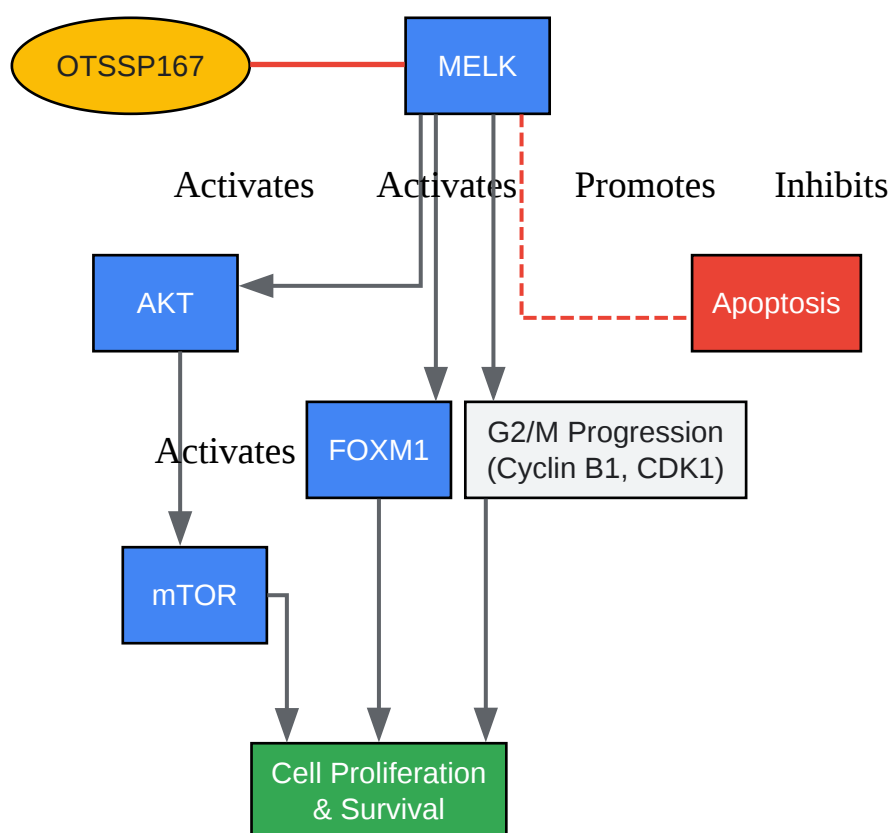 OTSSP167
MELK
Activates
Activates
Promotes
Inhibits
AKT
Apoptosis
Activates
FOXM1
G2/M Progression
(Cyclin B1, CDK1)
mTOR
Cell Proliferation
& Survival